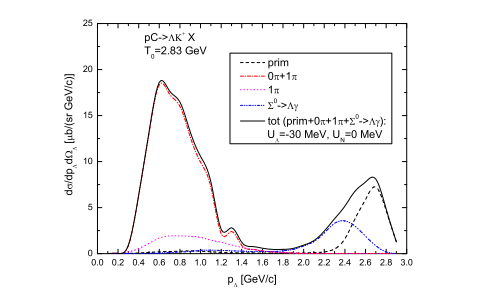 25
20
15
10
5
0
dσ/dp_ΛdΩ_Λ [μb/(sr GeV/c)]
pC->ΛK⁺ X
T₀=2.83 GeV
prim
0π+1π
1π
Σ⁰->Λγ
tot (prim+0π+1π+Σ⁰->Λγ):
U_Λ=-30 MeV, U_N=0 MeV
0.0 0.2 0.4 0.6 0.8 1.0 1.2 1.4 1.6 1.8 2.0 2.2 2.4 2.6 2.8 3.0
p_Λ [GeV/c]